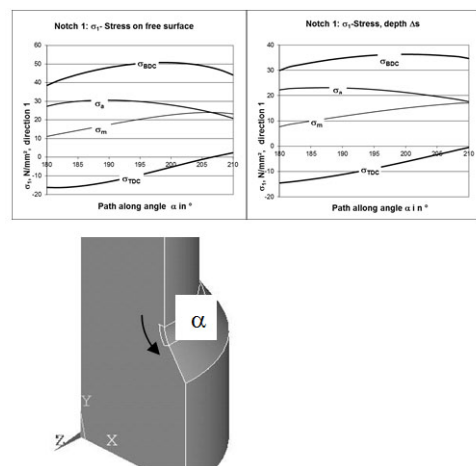 Notch 1: σ1- Stress on free surface
60
50
40
30
20
10
0
-10
-20
σBDC
σa
σm
σTDC
180 185 190 195 200 205 210
σ1, N/mm², direction 1
Path along angle α in °
Notch 1: σ1-Stress, depth Δs
40
30
20
10
0
-10
-20
σBDC
σa
σm
σTDC
180 185 190 195 200 205 210
σ1, N/mm², direction 1
Path allong angle α i n °
α
Y
Z X